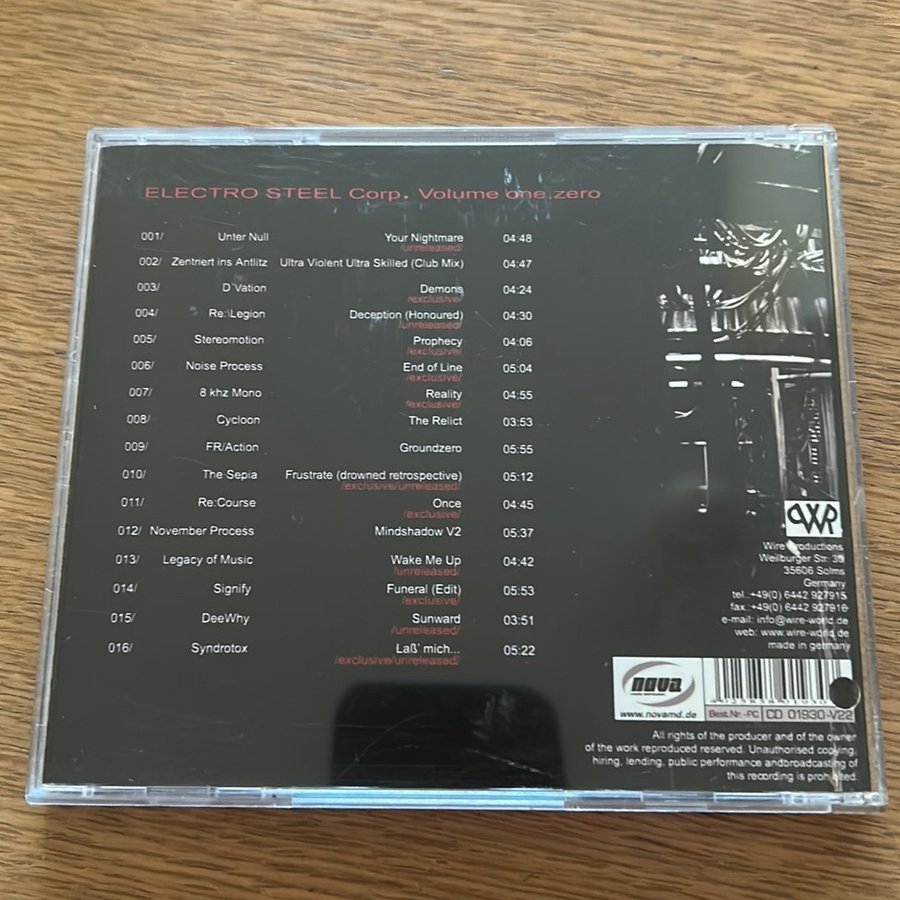 ELECTRO STEEL Corp. Volume one.zero
001/ Unter Null Your Nightmare 04:48
/unreleased/
002/ Zentriert ins Antlitz Ultra Violent Ultra Skilled (Club Mix) 04:47
003/ D`Vation Demons 04:24
/exclusive/
004/ Re:\Legion Deception (Honoured) 04:30
/unreleased/
005/ Stereomotion Prophecy 04:06
/exclusive/
006/ Noise Process End of Line 05:04
/exclusive/
007/ 8 khz Mono Reality 04:55
/exclusive/
008/ Cycloon The Relict 03:53
009/ FR/Action Groundzero 05:55
010/ The Sepia Frustrate (drowned retrospective) 05:12
/exclusive/unreleased/
011/ Re:Course Once 04:45
/exclusive/
012/ November Process Mindshadow V2 05:37
013/ Legacy of Music Wake Me Up 04:42
/unreleased/
014/ Signify Funeral (Edit) 05:53
/exclusive/
015/ DeeWhy Sunward 03:51
/unreleased/
016/ Syndrotox Laß' mich... 05:22
/exclusive/unreleased/
Wire Productions
Weilburger Str.
35606 Solms
Germany
tel.:+49(0) 6442 927915
fax.:+49(0) 6442 927916
e-mail: info@wire-world.de
web: www.wire-world.de
made in germany
nova
www.novamd.de
Best.Nr.-PC CD 01930-V22
All rights of the producer and of the owner
of the work reproduced reserved. Unauthorised copying,
hiring, lending, public performance andbroadcasting of
this recording is prohibited.